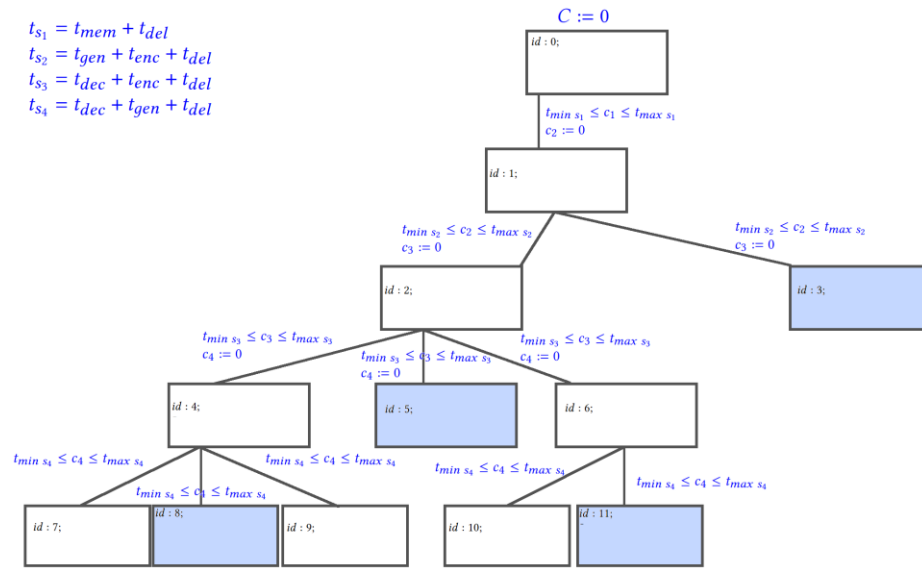 C := 0
t_{s_1} = t_{mem} + t_{del}
t_{s_2} = t_{gen} + t_{enc} + t_{del}
t_{s_3} = t_{dec} + t_{enc} + t_{del}
t_{s_4} = t_{dec} + t_{gen} + t_{del}
id : 0;
t_{min s_1} ≤ c_1 ≤ t_{max s_1}
c_2 := 0
id : 1;
t_{min s_2} ≤ c_2 ≤ t_{max s_2}
c_3 := 0
t_{min s_2} ≤ c_2 ≤ t_{max s_2}
c_3 := 0
id : 2;
id : 3;
t_{min s_3} ≤ c_3 ≤ t_{max s_3}
c_4 := 0
t_{min s_3} ≤ c_3 ≤ t_{max s_3}
c_4 := 0
t_{min s_3} ≤ c_3 ≤ t_{max s_3}
c_4 := 0
id : 4;
id : 5;
id : 6;
t_{min s_4} ≤ c_4 ≤ t_{max s_4}
t_{min s_4} ≤ c_4 ≤ t_{max s_4}
t_{min s_4} ≤ c_4 ≤ t_{max s_4}
t_{min s_4} ≤ c_4 ≤ t_{max s_4}
t_{min s_4} ≤ c_4 ≤ t_{max s_4}
id : 7;
id : 8;
id : 9;
id : 10;
id : 11;